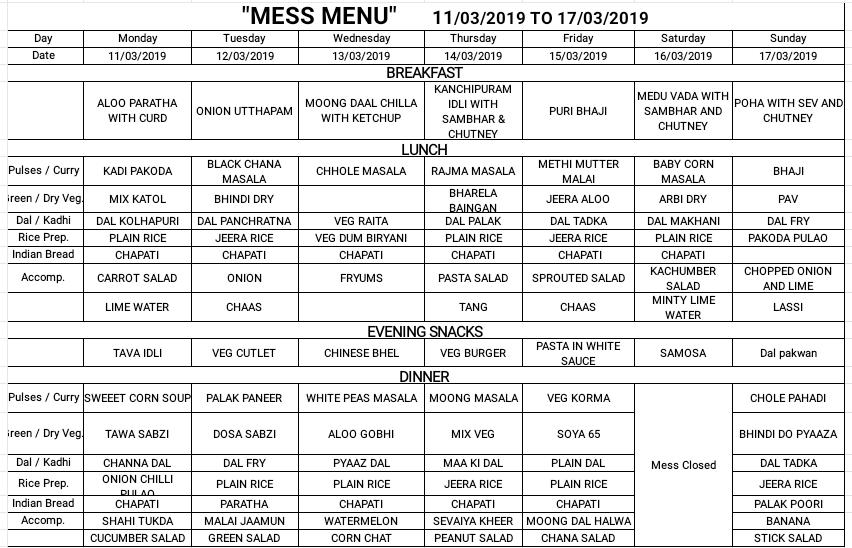 "MESS MENU" 11/03/2019 TO 17/03/2019
Day Monday Tuesday Wednesday Thursday Friday Saturday Sunday
Date 11/03/2019 12/03/2019 13/03/2019 14/03/2019 15/03/2019 16/03/2019 17/03/2019
BREAKFAST
ALOO PARATHA WITH CURD ONION UTTHAPAM MOONG DAAL CHILLA WITH KETCHUP KANCHIPURAM IDLI WITH SAMBHAR & CHUTNEY PURI BHAJI MEDU VADA WITH SAMBHAR AND CHUTNEY POHA WITH SEV AND CHUTNEY
LUNCH
Pulses / Curry KADI PAKODA BLACK CHANA MASALA CHHOLE MASALA RAJMA MASALA METHI MUTTER MALAI BABY CORN MASALA BHAJI
Green / Dry Veg. MIX KATOL BHINDI DRY BHARELA BAINGAN JEERA ALOO ARBI DRY PAV
Dal / Kadhi DAL KOLHAPURI DAL PANCHRATNA VEG RAITA DAL PALAK DAL TADKA DAL MAKHANI DAL FRY
Rice Prep. PLAIN RICE JEERA RICE VEG DUM BIRYANI PLAIN RICE JEERA RICE PLAIN RICE PAKODA PULAO
Indian Bread CHAPATI CHAPATI CHAPATI CHAPATI CHAPATI CHAPATI
Accomp. CARROT SALAD ONION FRYUMS PASTA SALAD SPROUTED SALAD KACHUMBER SALAD CHOPPED ONION AND LIME
LIME WATER CHAAS TANG CHAAS MINTY LIME WATER LASSI
EVENING SNACKS
TAVA IDLI VEG CUTLET CHINESE BHEL VEG BURGER PASTA IN WHITE SAUCE SAMOSA Dal pakwan
DINNER
Pulses / Curry SWEEET CORN SOUP PALAK PANEER WHITE PEAS MASALA MOONG MASALA VEG KORMA CHOLE PAHADI
Green / Dry Veg. TAWA SABZI DOSA SABZI ALOO GOBHI MIX VEG SOYA 65 BHINDI DO PYAAZA
Dal / Kadhi CHANNA DAL DAL FRY PYAAZ DAL MAA KI DAL PLAIN DAL Mess Closed DAL TADKA
Rice Prep. ONION CHILLI PULAO PLAIN RICE PLAIN RICE JEERA RICE PLAIN RICE JEERA RICE
Indian Bread CHAPATI PARATHA CHAPATI CHAPATI CHAPATI PALAK POORI
Accomp. SHAHI TUKDA MALAI JAAMUN WATERMELON SEVAIYA KHEER MOONG DAL HALWA BANANA
CUCUMBER SALAD GREEN SALAD CORN CHAT PEANUT SALAD CHANA SALAD STICK SALAD